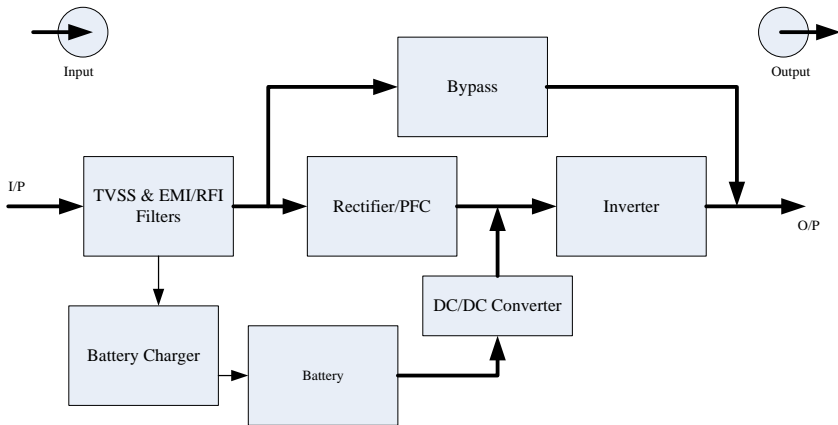 Input
Output
Bypass
I/P
TVSS & EMI/RFI
Filters
Rectifier/PFC
Inverter
O/P
DC/DC Converter
Battery Charger
Battery